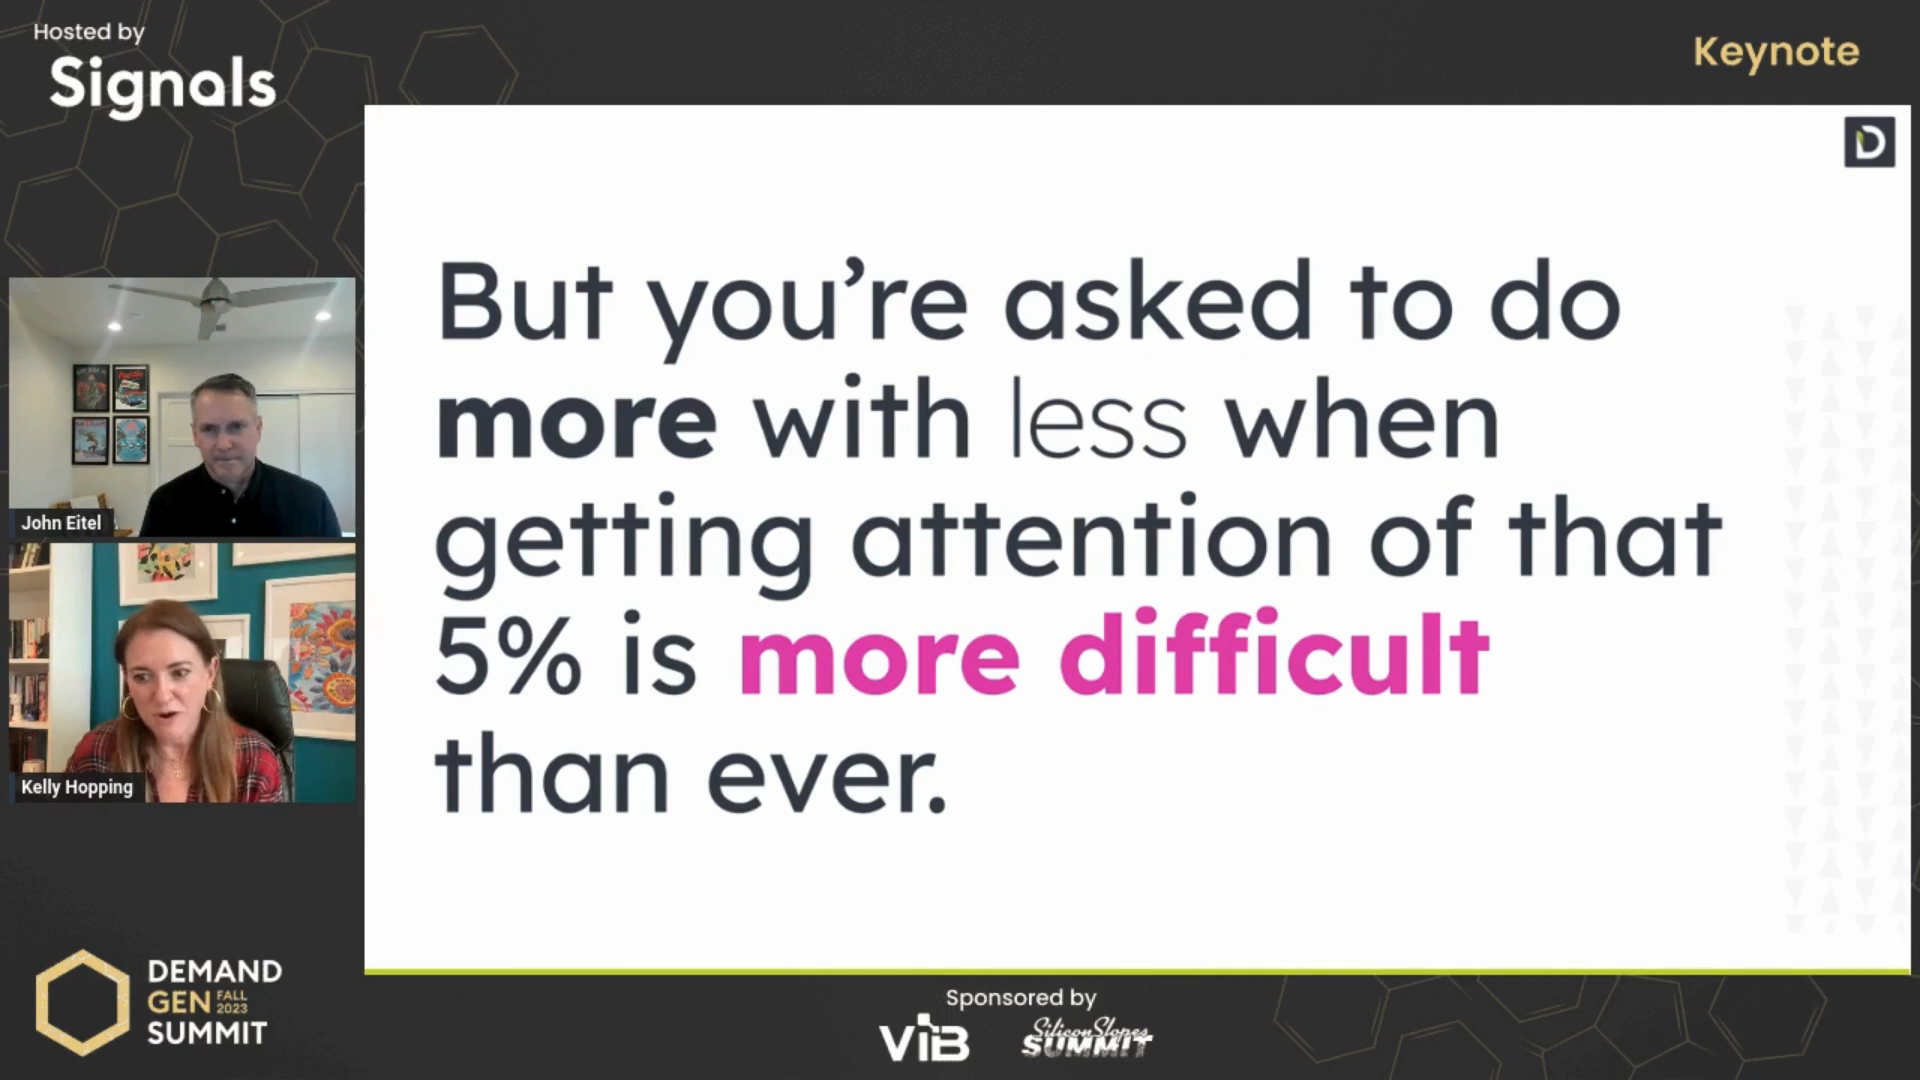 Hosted by
Signals
Keynote
D
But you're asked to do
more with less when
getting attention of that
5% is more difficult
than ever.
John Eitel
Kelly Hopping
DEMAND
GEN FALL 2023
SUMMIT
Sponsored by
ViB
Silicon Slopes
SUMMIT